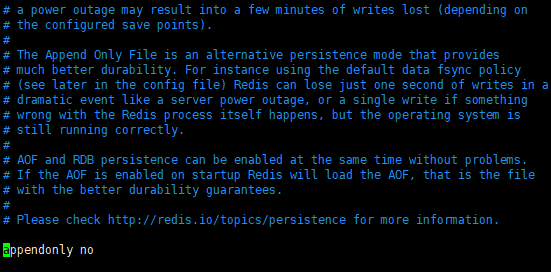 # a power outage may result into a few minutes of writes lost (depending on
# the configured save points).
#
# The Append Only File is an alternative persistence mode that provides
# much better durability. For instance using the default data fsync policy
# (see later in the config file) Redis can lose just one second of writes in a
# dramatic event like a server power outage, or a single write if something
# wrong with the Redis process itself happens, but the operating system is
# still running correctly.
#
# AOF and RDB persistence can be enabled at the same time without problems.
# If the AOF is enabled on startup Redis will load the AOF, that is the file
# with the better durability guarantees.
#
# Please check http://redis.io/topics/persistence for more information.
appendonly no